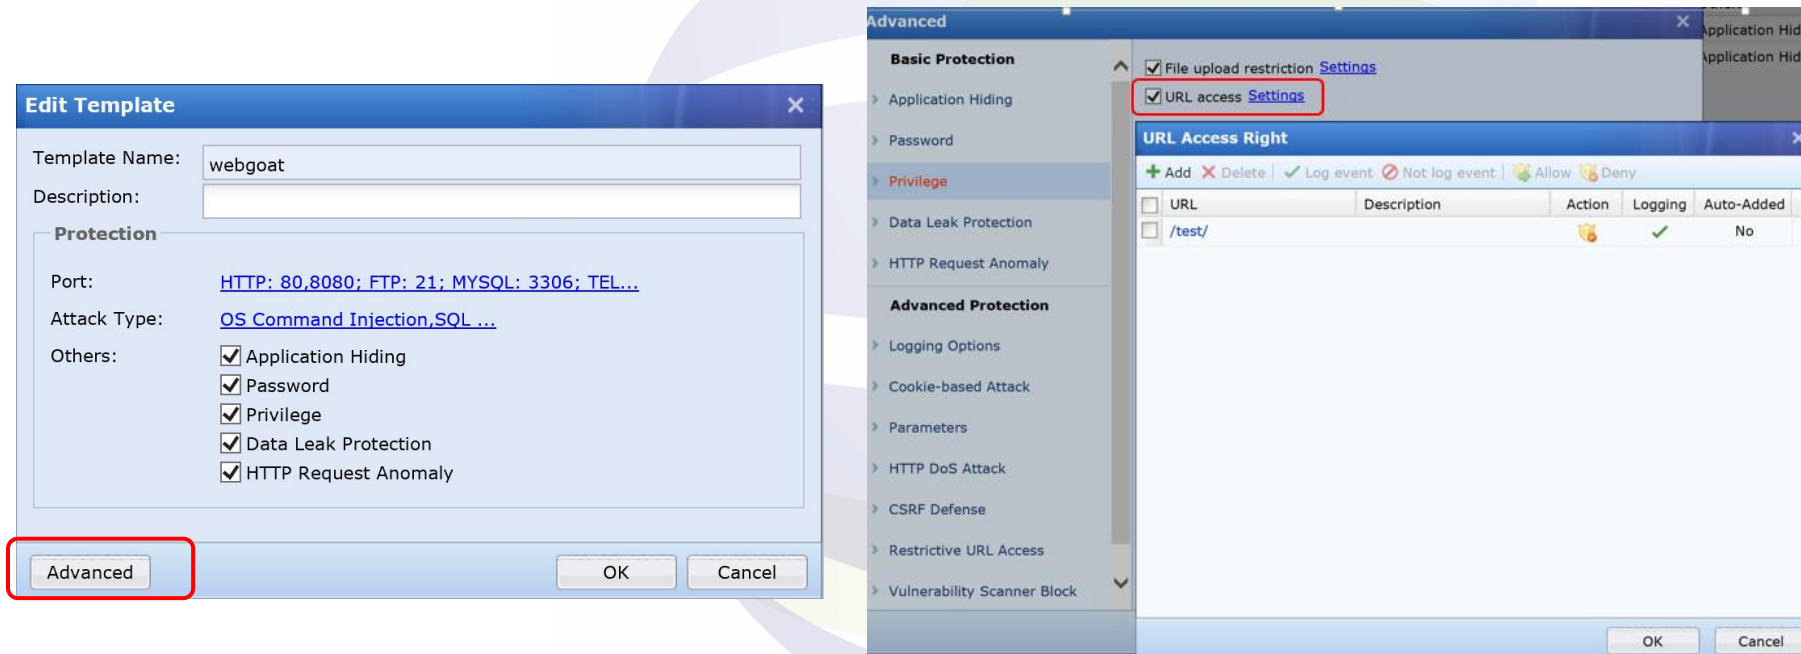 Edit Template
Template Name:
webgoat
Description:
Protection
Port:
HTTP: 80,8080; FTP: 21; MYSQL: 3306; TEL...
Attack Type:
OS Command Injection,SQL ...
Others:
Application Hiding
Password
Privilege
Data Leak Protection
HTTP Request Anomaly
Advanced
OK
Cancel
Advanced
Basic Protection
Application Hiding
Password
Privilege
Data Leak Protection
HTTP Request Anomaly
Advanced Protection
Logging Options
Cookie-based Attack
Parameters
HTTP DoS Attack
CSRF Defense
Restrictive URL Access
Vulnerability Scanner Block
File upload restriction Settings
URL access Settings
URL Access Right
Add Delete Log event Not log event Allow Deny
URL Description Action Logging Auto-Added
/test/ No
OK Cancel
Application Hid
Application Hid